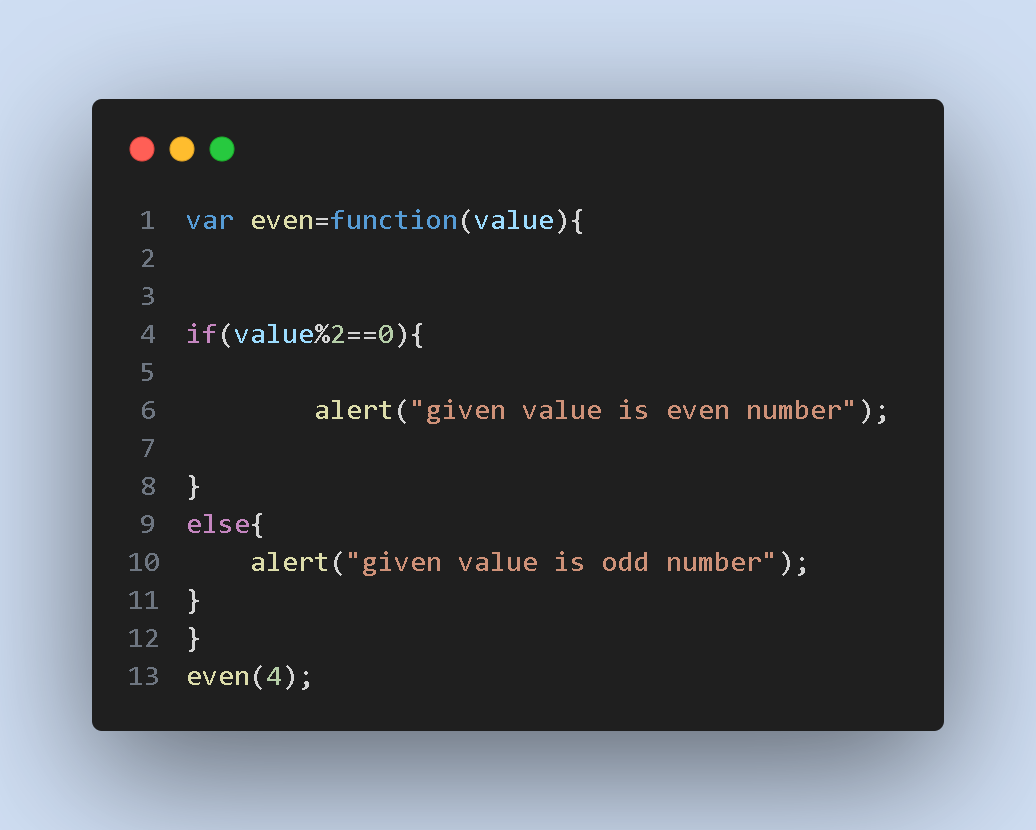 1 var even=function(value){
2
3
4 if(value%2==0){
5
6         alert("given value is even number");
7
8 }
9 else{
10     alert("given value is odd number");
11 }
12 }
13 even(4);